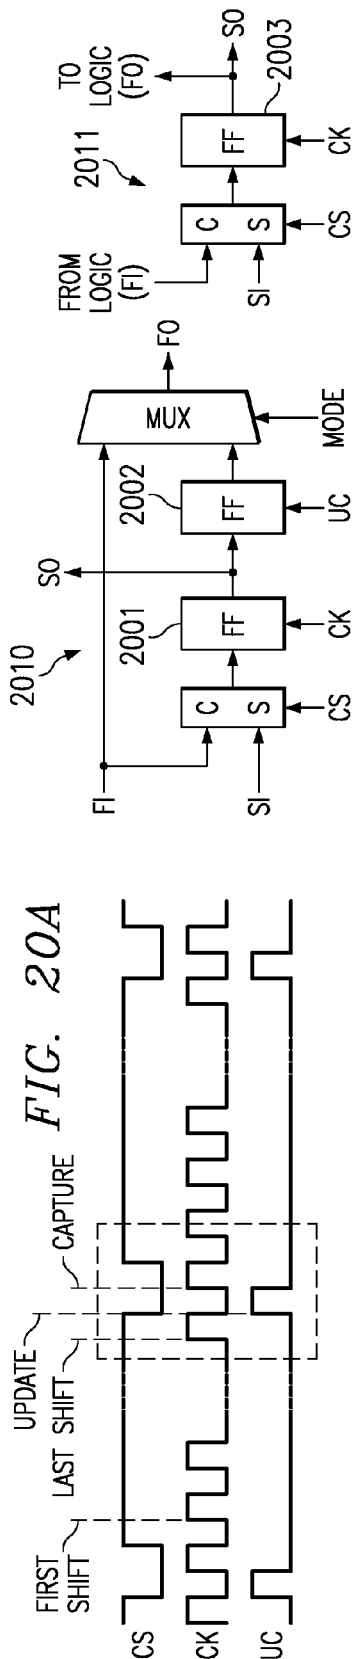 FIG. 20A
FIRST
SHIFT
LAST SHIFT
UPDATE
CAPTURE
CS
CK
UC
2010
SO
FI
2001
2002
C
S
FF
FF
MUX
FO
SI
CS
CK
UC
MODE
2011
FROM
LOGIC
(FI)
TO
LOGIC
(FO)
SO
C
S
FF
2003
SI
CS
CK